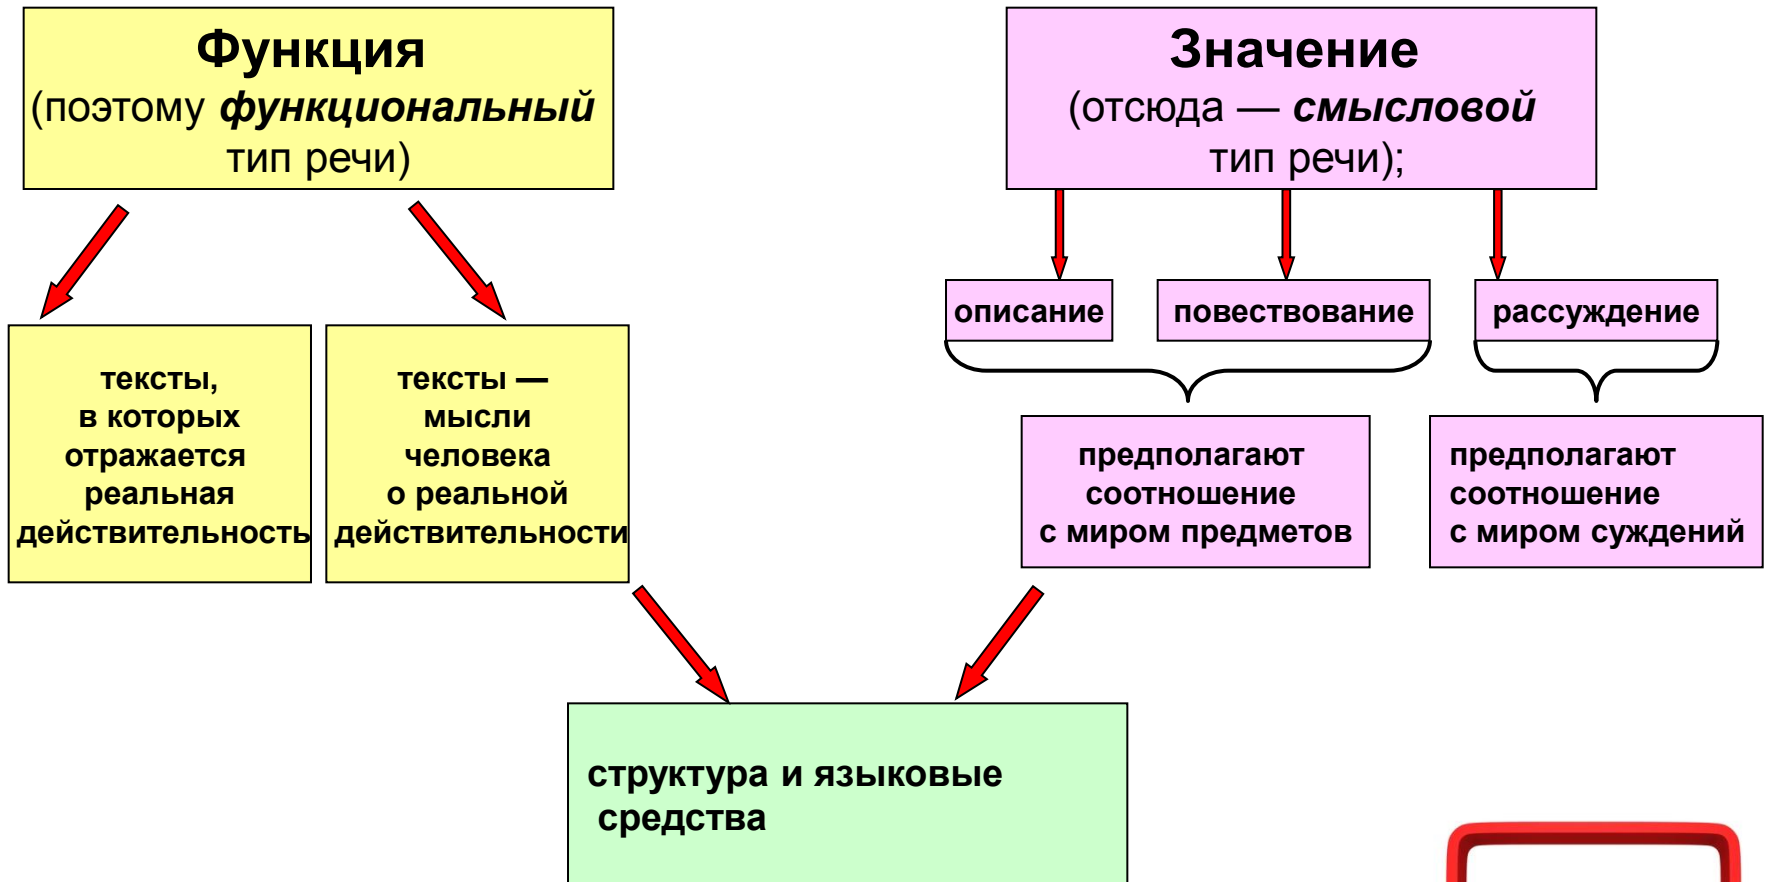 Функция
(поэтому функциональный
тип речи)
Значение
(отсюда — смысловой
тип речи);
описание
повествование
рассуждение
тексты,
в которых
отражается
реальная
действительность
тексты —
мысли
человека
о реальной
действительности
предполагают
соотношение
с миром предметов
предполагают
соотношение
с миром суждений
структура и языковые
средства